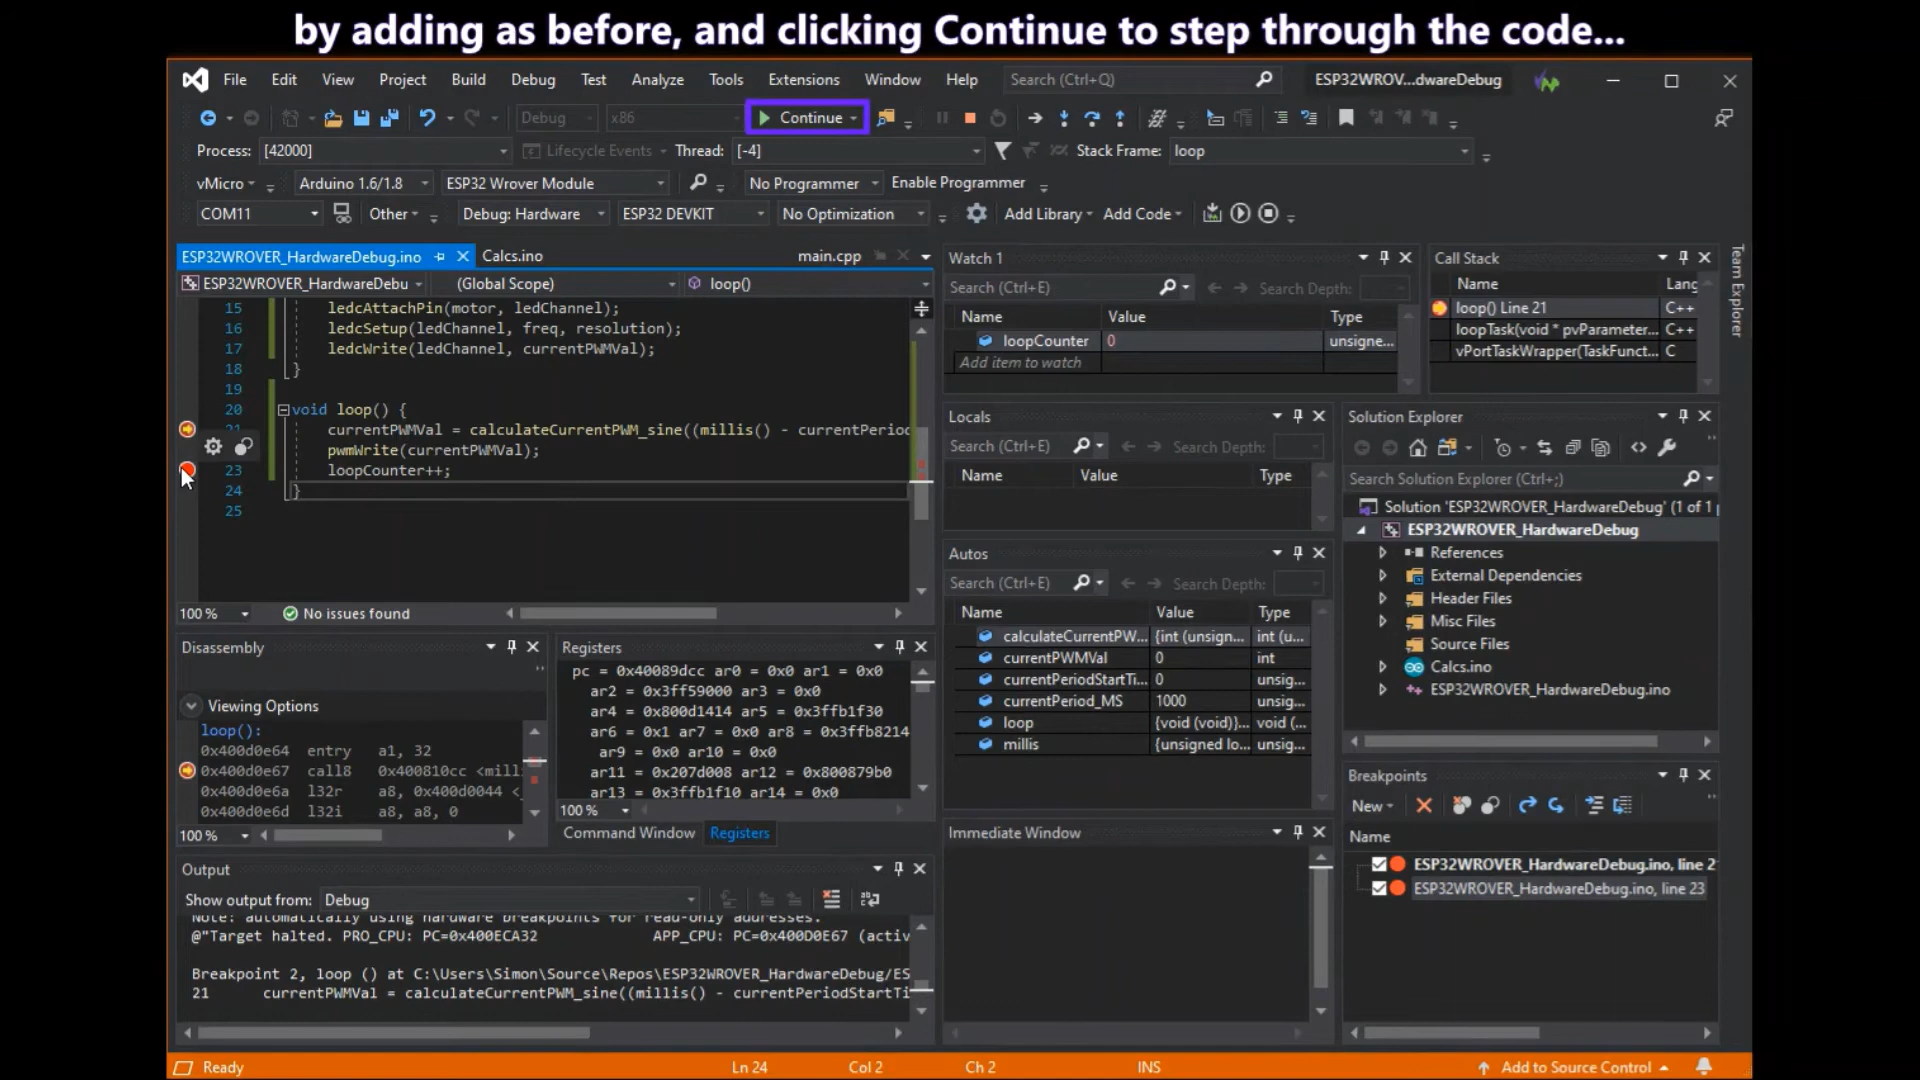 by adding as before, and clicking Continue to step through the code...
File Edit View Project Build Debug Test Analyze Tools Extensions Window Help Search (Ctrl+Q) ESP32WROV...dwareDebug
Debug x86 Continue
Process: [42000] Lifecycle Events Thread: [-4] Stack Frame: loop
vMicro Arduino 1.6/1.8 ESP32 Wrover Module No Programmer Enable Programmer
COM11 Other Debug: Hardware ESP32 DEVKIT No Optimization Add Library Add Code
ESP32WROVER_HardwareDebug.ino Calcs.ino main.cpp
ESP32WROVER_HardwareDebu (Global Scope) loop()
15 ledcAttachPin(motor, ledChannel);
16 ledcSetup(ledChannel, freq, resolution);
17 ledcWrite(ledChannel, currentPWMVal);
18 }
19
20 void loop() {
21 currentPWMVal = calculateCurrentPWM_sine((millis() - currentPeriod
pwmWrite(currentPWMVal);
23 loopCounter++;
24 }
25
100 % No issues found
Watch 1
Search (Ctrl+E) Search Depth:
Name Value Type
loopCounter 0 unsigne...
Add item to watch
Call Stack
Name Lang
loop() Line 21 C++
loopTask(void * pvParameter... C++
vPortTaskWrapper(TaskFunct... C
Team Explorer
Locals
Search (Ctrl+E) Search Depth:
Name Value Type
Autos
Search (Ctrl+E) Search Depth:
Name Value Type
calculateCurrentPW... {int (unsign... int (u...
currentPWMVal 0 int
currentPeriodStartTi... 0 unsig...
currentPeriod_MS 1000 unsig...
loop {void (void)}... void (...
millis {unsigned lo... unsig...
Solution Explorer
Search Solution Explorer (Ctrl+;)
Solution 'ESP32WROVER_HardwareDebug' (1 of 1 p
ESP32WROVER_HardwareDebug
References
External Dependencies
Header Files
Misc Files
Source Files
Calcs.ino
ESP32WROVER_HardwareDebug.ino
Disassembly
Viewing Options
loop():
0x400d0e64 entry a1, 32
0x400d0e67 call8 0x400810cc <mill
0x400d0e6a l32r a8, 0x400d0044 <
0x400d0e6d l32i a8, a8, 0
100 %
Registers
pc = 0x40089dcc ar0 = 0x0 ar1 = 0x0
ar2 = 0x3ff59000 ar3 = 0x0
ar4 = 0x800d1414 ar5 = 0x3ffb1f30
ar6 = 0x1 ar7 = 0x0 ar8 = 0x3ffb8214
ar9 = 0x0 ar10 = 0x0
ar11 = 0x207d008 ar12 = 0x800879b0
ar13 = 0x3ffb1f10 ar14 = 0x0
100 %
Command Window Registers
Immediate Window
Breakpoints
New
Name
ESP32WROVER_HardwareDebug.ino, line 2
ESP32WROVER_HardwareDebug.ino, line 23
Output
Show output from: Debug
Note: automatically using hardware breakpoints for read-only addresses.
@"Target halted. PRO_CPU: PC=0x400ECA32 APP_CPU: PC=0x400D0E67 (activ
Breakpoint 2, loop () at C:\Users\Simon\Source\Repos\ESP32WROVER_HardwareDebug/ES
21 currentPWMVal = calculateCurrentPWM_sine((millis() - currentPeriodStartTi
Ready Ln 24 Col 2 Ch 2 INS Add to Source Control